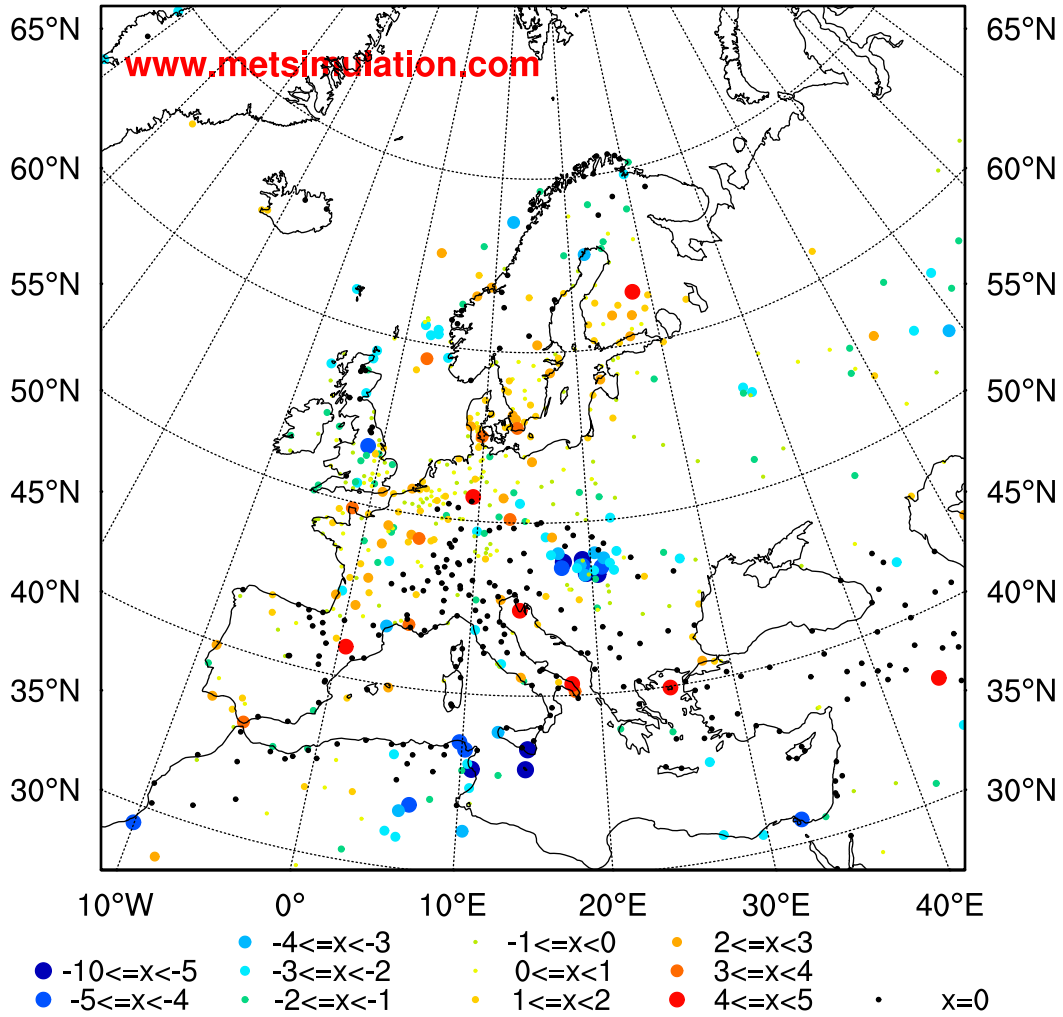 65°N 65°N
www.metsimulation.com
60°N 60°N
55°N 55°N
50°N 50°N
45°N 45°N
40°N 40°N
35°N 35°N
30°N 30°N
10°W 0° 10°E 20°E 30°E 40°E
-4<=x<-3 -1<=x<0 2<=x<3
-10<=x<-5 -3<=x<-2 0<=x<1 3<=x<4
-5<=x<-4 -2<=x<-1 1<=x<2 4<=x<5 x=0